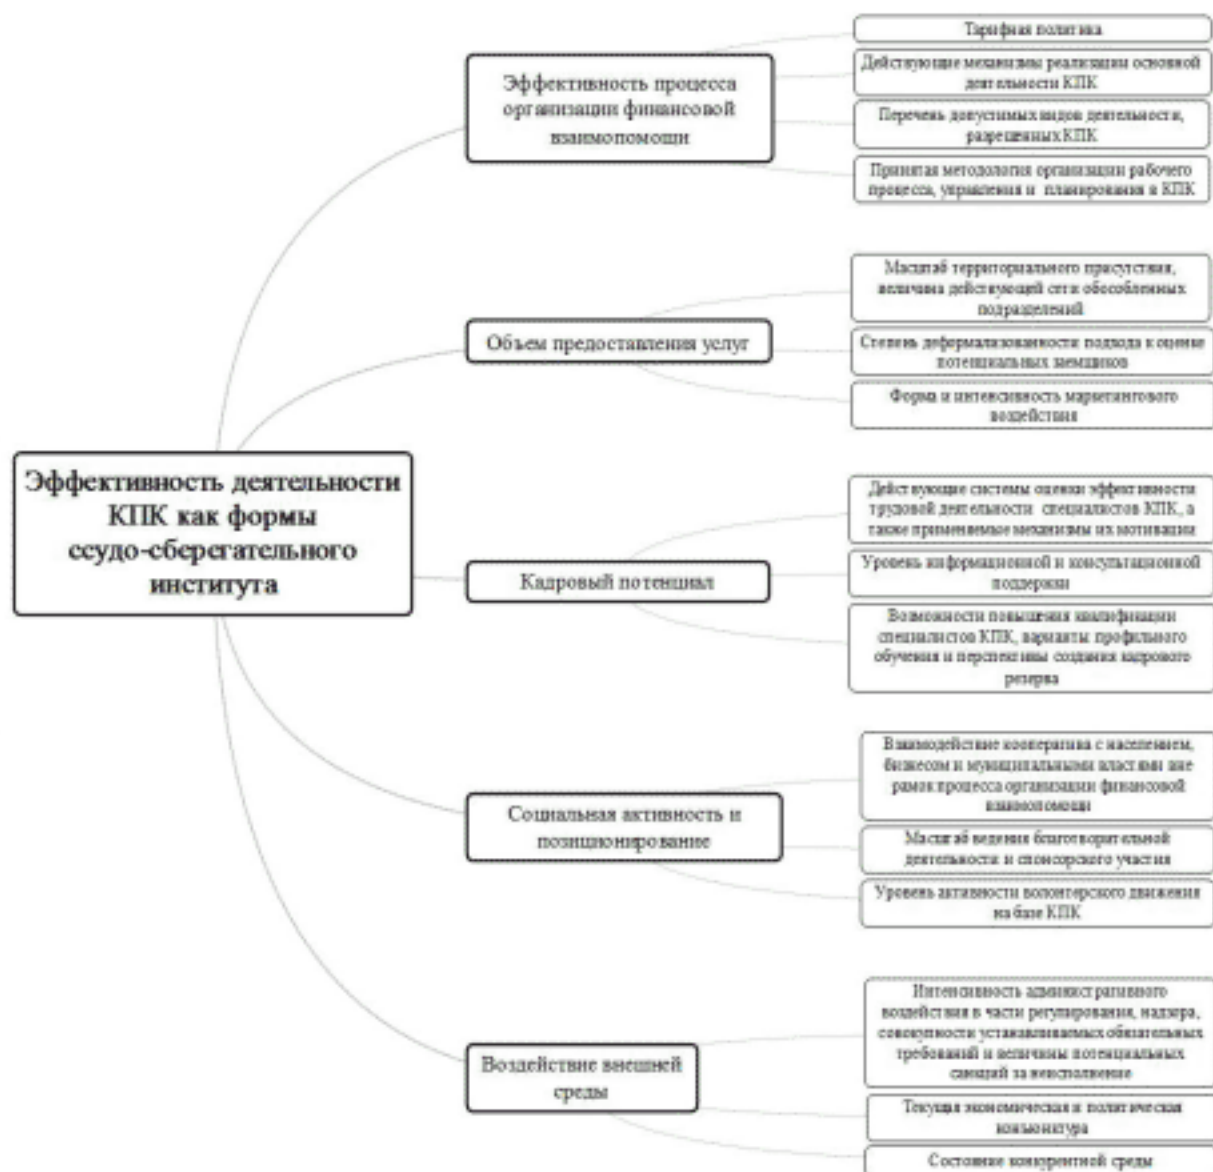 Тарифная политика
Эффективность процесса
организации финансовой
взаимопомощи
Действующие механизмы реализации основной
деятельности КПК
Перечень допустимых видов деятельности,
разрешенных КПК
Принятая методология организации рабочего
процесса, управления и планирования в КПК
Масштаб территориального присутствия,
величина действующей сети обособленных
подразделений
Объем предоставления услуг
Степень деформализованности подхода к оценке
потенциальных заемщиков
Форма и интенсивность маркетингового
воздействия
Эффективность деятельности
КПК как формы
ссудо-сберегательного
института
Действующие системы оценки эффективности
трудовой деятельности специалистов КПК, а
также применяемые механизмы их мотивации
Кадровый потенциал
Уровень информационной и консультационной
поддержки
Возможности повышения квалификации
специалистов КПК, варианты профильного
обучения и перспективы создания кадрового
резерва
Взаимодействие кооператива с населением,
бизнесом и муниципальными властями вне
рамок процесса организации финансовой
взаимопомощи
Социальная активность и
позиционирование
Масштаб ведения благотворительной
деятельности и спонсорского участия
Уровень активности волонтерского движения
на базе КПК
Интенсивность административного
воздействия в части регулирования, надзора,
совокупности устанавливаемых обязательных
требований и величины потенциальных
санкций за неисполнение
Воздействие внешней
среды
Текущая экономическая и политическая
конъюнктура
Состояние конкурентной среды